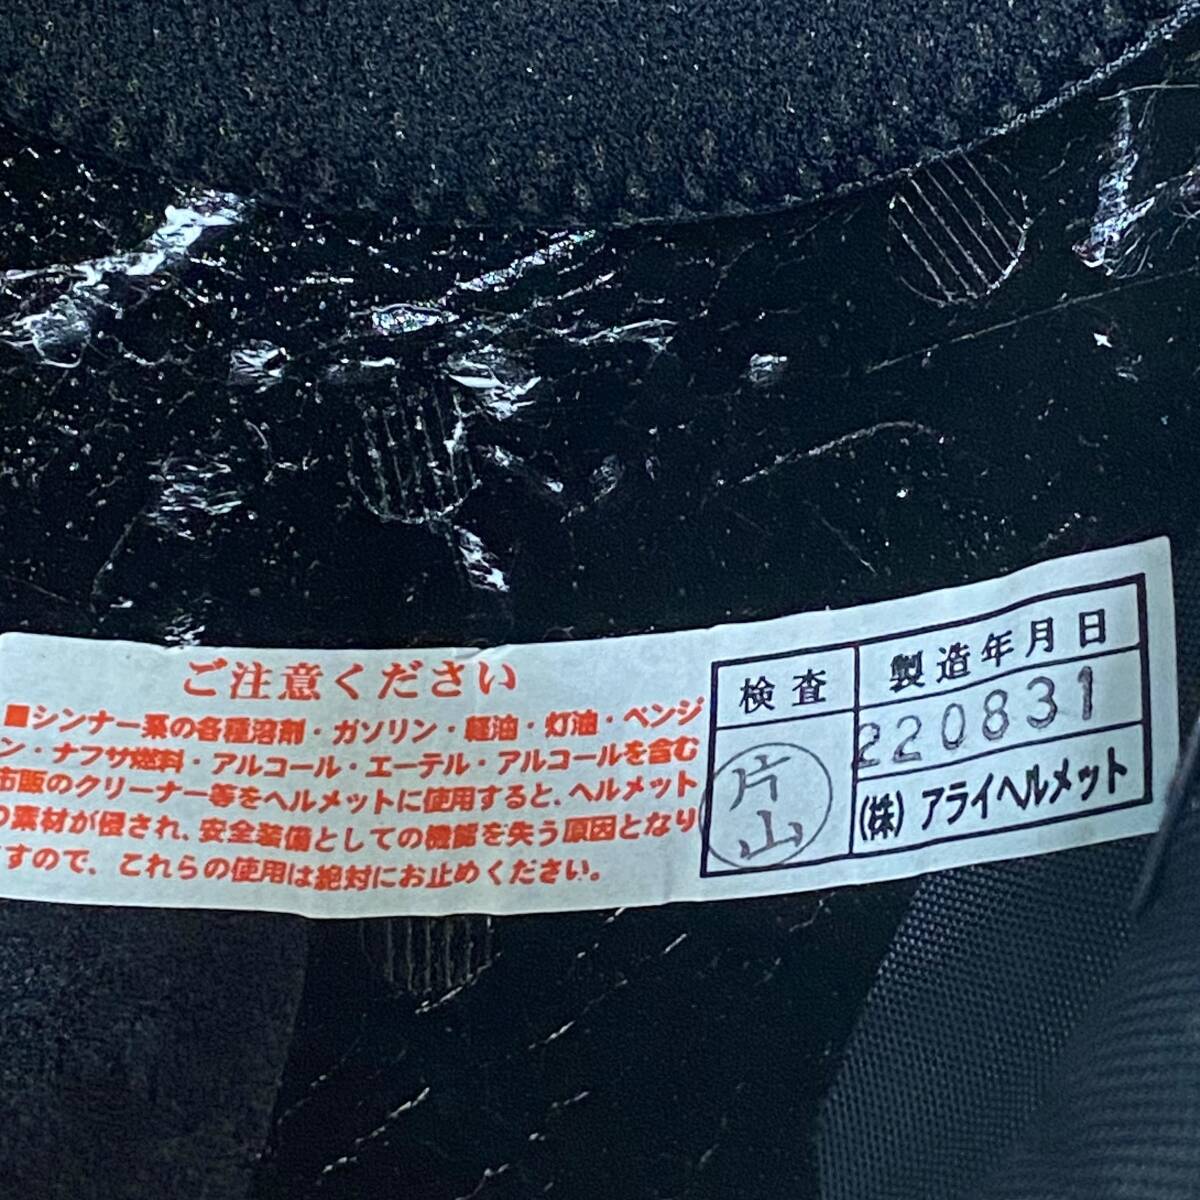 ご注意ください
■シンナー系の各種溶剤・ガソリン・軽油・灯油・ベンジ
ン・ナフサ燃料・アルコール・エーテル・アルコールを含む
市販のクリーナー等をヘルメットに使用すると、ヘルメット
の素材が侵され、安全装備としての機能を失う原因となり
ますので、これらの使用は絶対にお止めください。
検査
片山
製造年月日
220831
(株)アライヘルメット